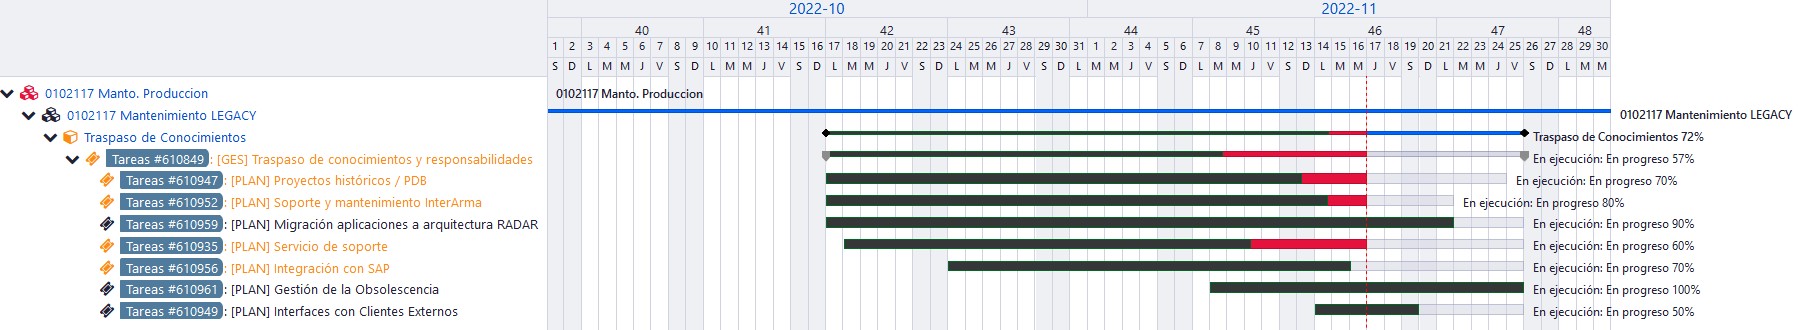 2022-10 2022-11
40 41 42 43 44 45 46 47 48
1 2 3 4 5 6 7 8 9 10 11 12 13 14 15 16 17 18 19 20 21 22 23 24 25 26 27 28 29 30 31 1 2 3 4 5 6 7 8 9 10 11 12 13 14 15 16 17 18 19 20 21 22 23 24 25 26 27 28 29 30
S D L M M J V S D L M M J V S D L M M J V S D L M M J V S D L M M J V S D L M M J V S D L M M J V S D L M M J V S D L M M
0102117 Manto. Produccion 0102117 Manto. Produccion
0102117 Mantenimiento LEGACY 0102117 Mantenimiento LEGACY
Traspaso de Conocimientos Traspaso de Conocimientos 72%
Tareas #610849: [GES] Traspaso de conocimientos y responsabilidades En ejecución: En progreso 57%
Tareas #610947: [PLAN] Proyectos históricos / PDB En ejecución: En progreso 70%
Tareas #610952: [PLAN] Soporte y mantenimiento InterArma En ejecución: En progreso 80%
Tareas #610959: [PLAN] Migración aplicaciones a arquitectura RADAR En ejecución: En progreso 90%
Tareas #610935: [PLAN] Servicio de soporte En ejecución: En progreso 60%
Tareas #610956: [PLAN] Integración con SAP En ejecución: En progreso 70%
Tareas #610961: [PLAN] Gestión de la Obsolescencia En ejecución: En progreso 100%
Tareas #610949: [PLAN] Interfaces con Clientes Externos En ejecución: En progreso 50%